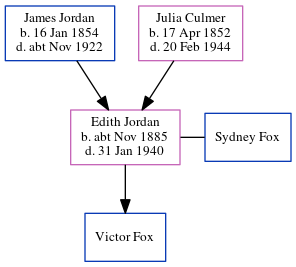 James Jordan
b. 16 Jan 1854
d. abt Nov 1922
Julia Culmer
b. 17 Apr 1852
d. 20 Feb 1944
Edith Jordan
b. abt Nov 1885
d. 31 Jan 1940
Sydney Fox
Victor Fox